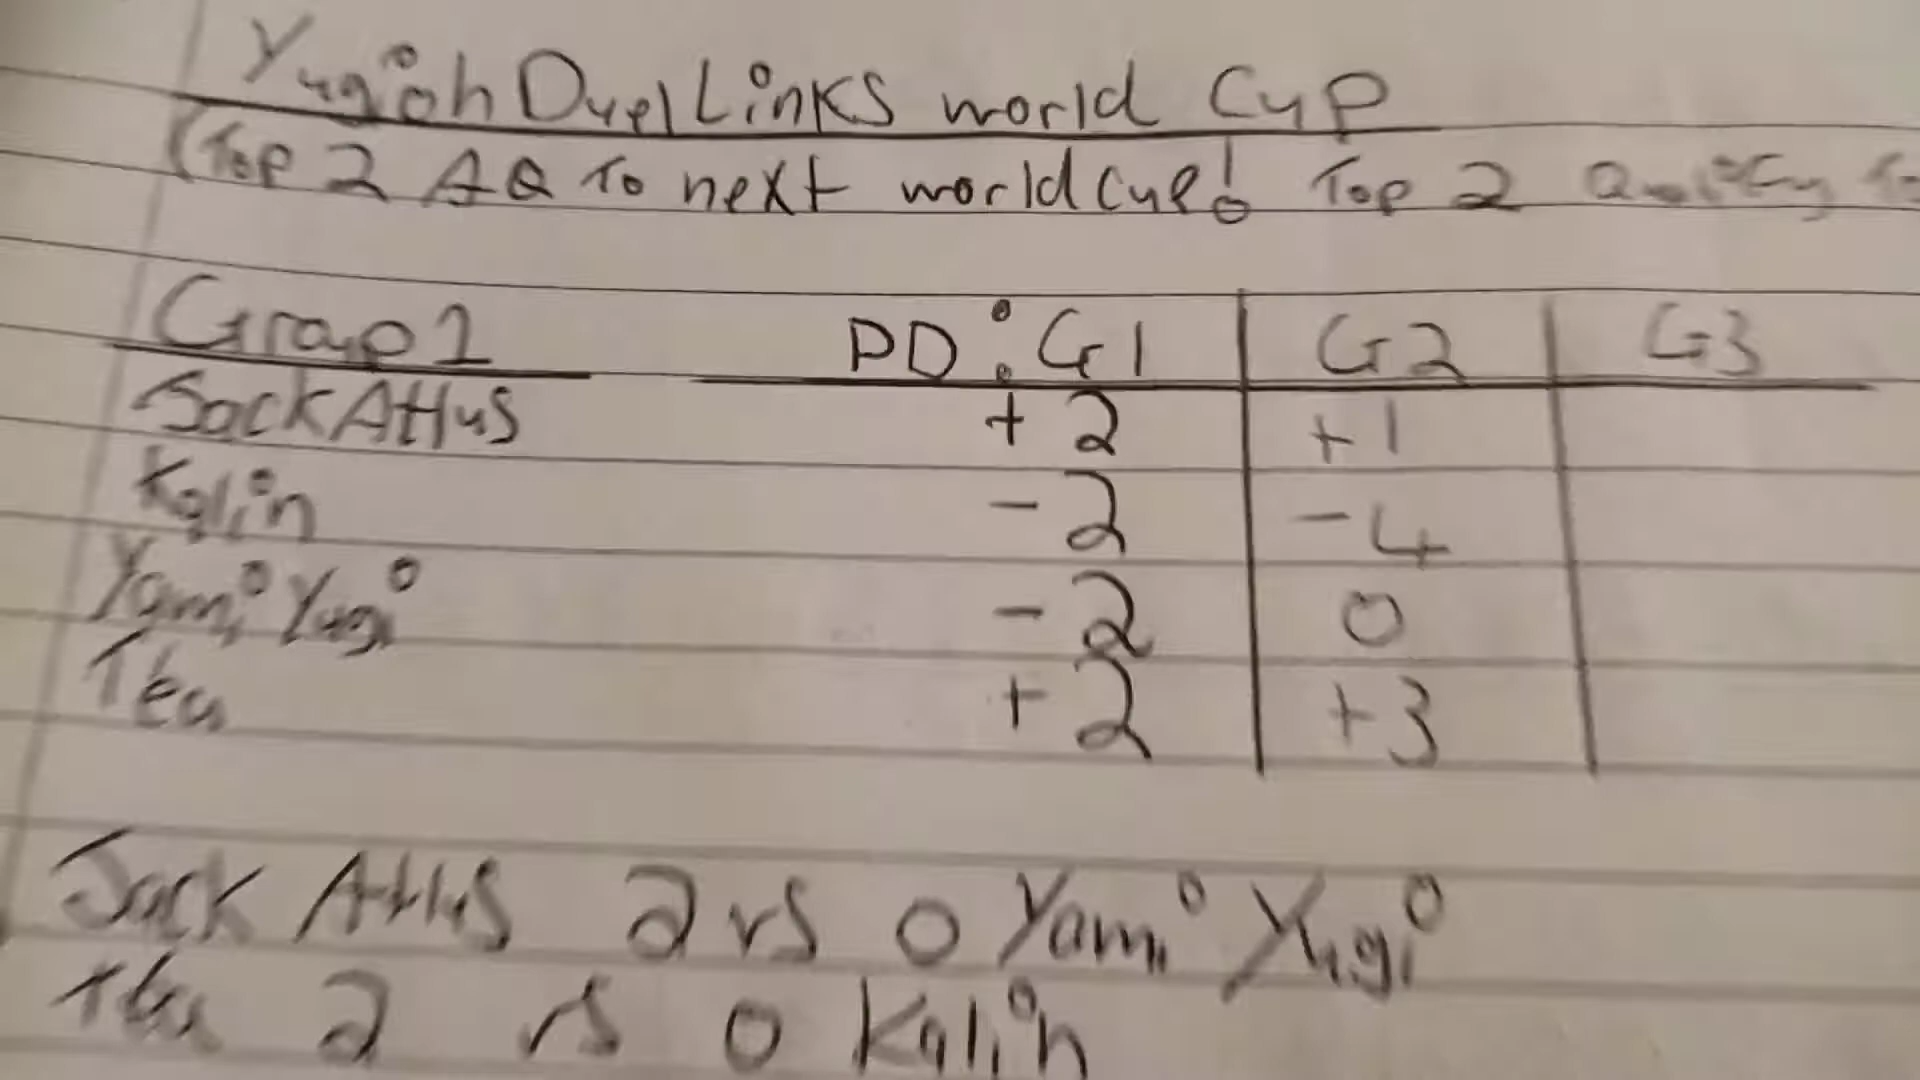 Yugioh Duel Links world Cup
(Top 2 AQ To next world Cup! Top 2 Qualify To
Group 1 PD: G1 G2 G3
Jack Atlus +2 +1
Kalin -2 -4
Yami Yugi -2 0
Tea +2 +3
Jack Atlus 2 vs 0 Yami Yugi
Tea 2 vs 0 Kalin